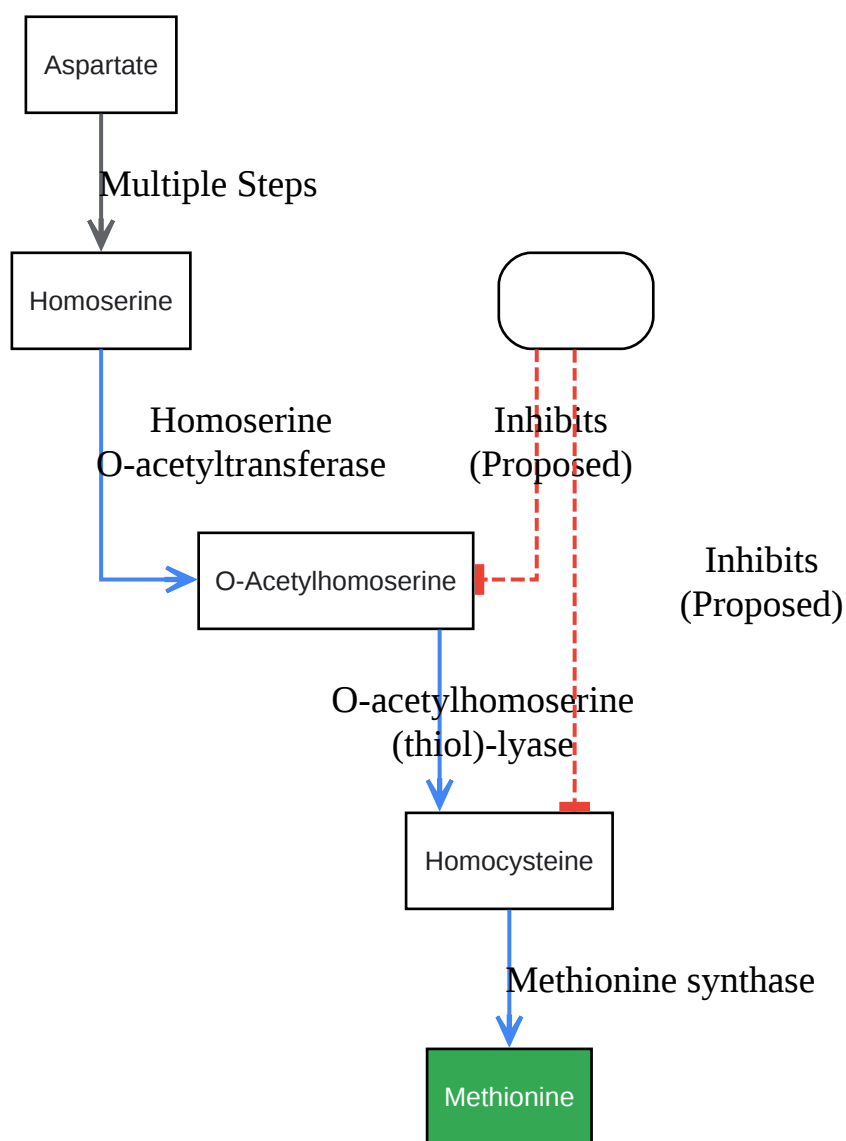 Aspartate
Multiple Steps
Homoserine
Homoserine
O-acetyltransferase
Inhibits
(Proposed)
Inhibits
(Proposed)
O-Acetylhomoserine
O-acetylhomoserine
(thiol)-lyase
Homocysteine
Methionine synthase
Methionine